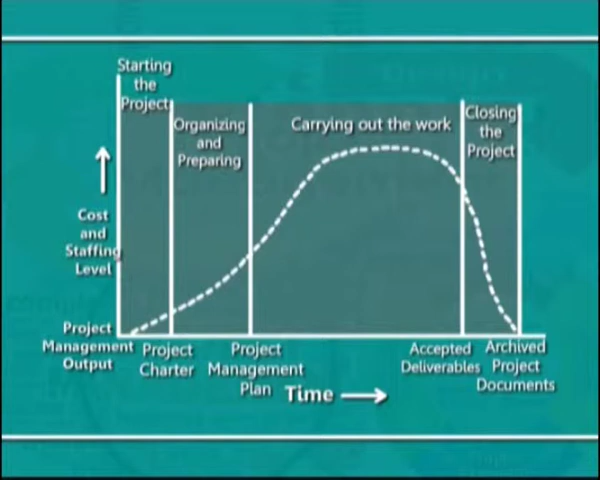 Starting
the
Project
Organizing
and
Preparing
Carrying out the work
Closing
the
Project
Cost
and
Staffing
Level
Project
Management
Output
Project
Charter
Project
Management
Plan
Accepted
Deliverables
Archived
Project
Documents
Time